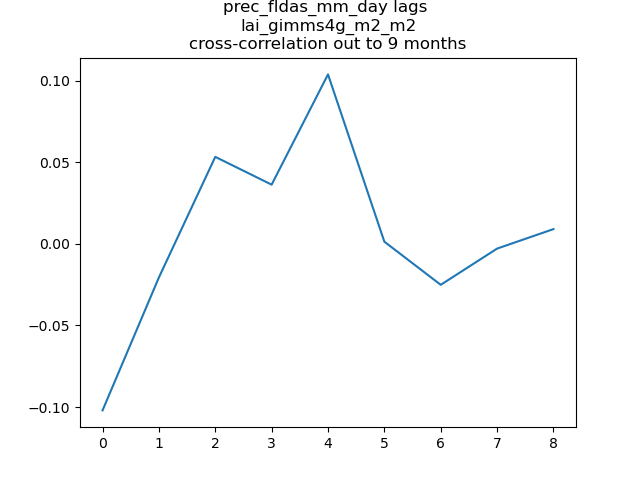 prec_fldas_mm_day lags
lai_gimms4g_m2_m2
cross-correlation out to 9 months
0.10
0.05
0.00
−0.05
−0.10
0 1 2 3 4 5 6 7 8